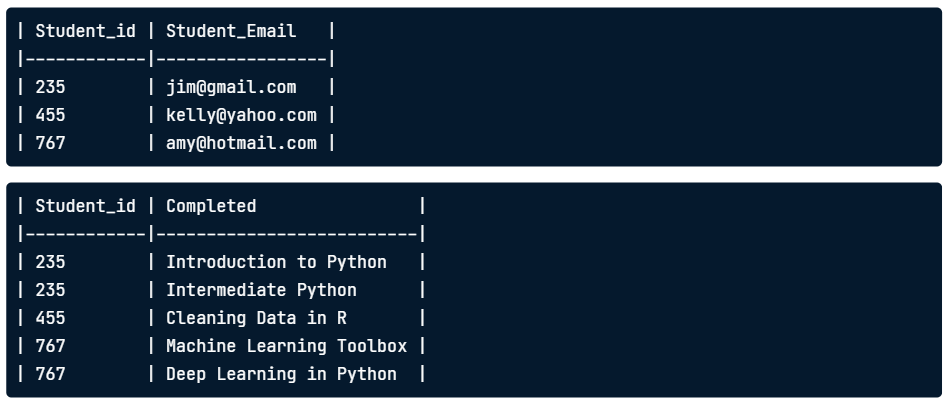 | Student_id | Student_Email   |
|------------|-----------------|
| 235        | jim@gmail.com   |
| 455        | kelly@yahoo.com |
| 767        | amy@hotmail.com |
| Student_id | Completed                |
|------------|--------------------------|
| 235        | Introduction to Python   |
| 235        | Intermediate Python      |
| 455        | Cleaning Data in R       |
| 767        | Machine Learning Toolbox |
| 767        | Deep Learning in Python  |